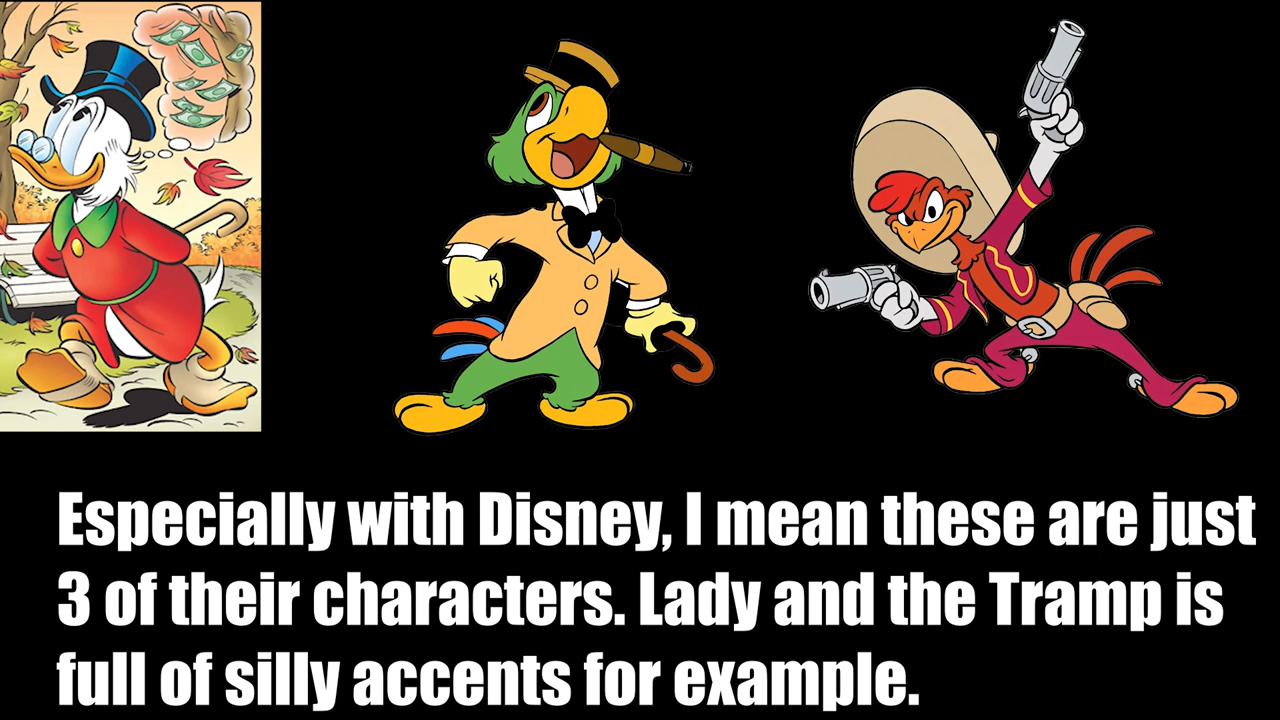 Especially with Disney, I mean these are just
3 of their characters. Lady and the Tramp is
full of silly accents for example.